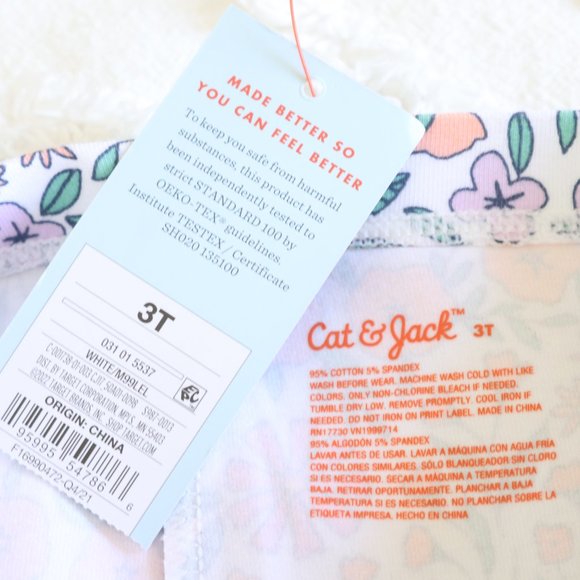 MADE BETTER SO
YOU CAN FEEL BETTER
To keep you safe from harmful
substances, this product has
been independently tested to
strict STANDARD 100 by
OEKO-TEX® guidelines.
Institute TESTEX / Certificate
SH020 135100
3T
031 01 5537
WHITE/M99LEL
DIST. BY TARGET CORPORATION, MPLS, MN 55403
©2022 TARGET BRANDS, INC. SHOP TARGET.COM
ORIGIN: CHINA
95995 54786 6
F16990472-Q4/21
Cat & Jack™ 3T
95% COTTON 5% SPANDEX
WASH BEFORE WEAR. MACHINE WASH COLD WITH LIKE
COLORS. ONLY NON-CHLORINE BLEACH IF NEEDED.
TUMBLE DRY LOW. REMOVE PROMPTLY. COOL IRON IF
NEEDED. DO NOT IRON ON PRINT LABEL. MADE IN CHINA
RN17730 VN1999714
95% ALGODÓN 5% SPANDEX
LAVAR ANTES DE USAR. LAVAR A MÁQUINA CON AGUA FRÍA
CON COLORES SIMILARES. SÓLO BLANQUEADOR SIN CLORO
SI ES NECESARIO. SECAR A MÁQUINA A TEMPERATURA
BAJA. RETIRAR OPORTUNAMENTE. PLANCHAR A BAJA
TEMPERATURA SI ES NECESARIO. NO PLANCHAR SOBRE LA
ETIQUETA IMPRESA. HECHO EN CHINA